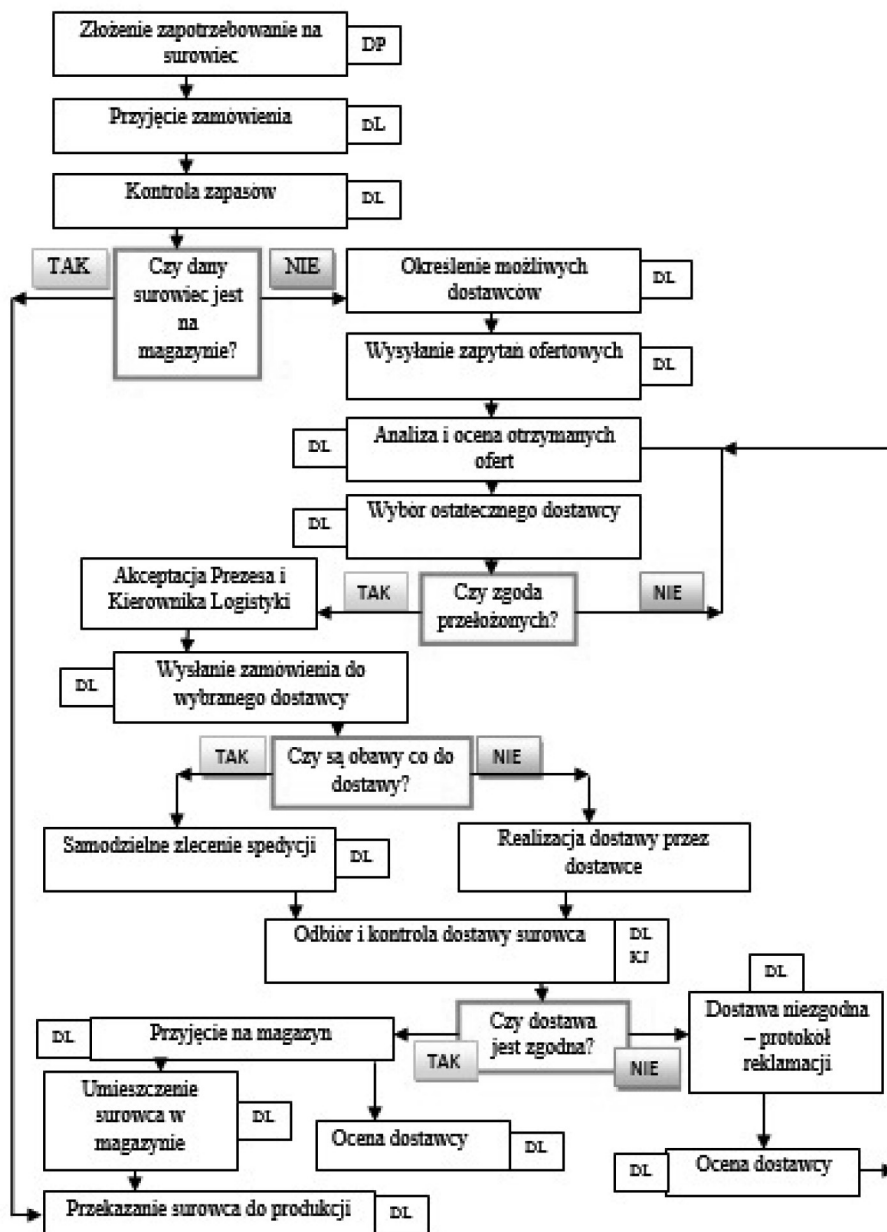 Złożenie zapotrzebowanie na
surowiec
DP
Przyjęcie zamówienia
DŁ
Kontrola zapasów
DL
TAK
Czy dany
surowiec jest
na
magazynie?
NIE
Określenie możliwych
dostawców
DL
Wysyłanie zapytań ofertowych
DL
DL
Analiza i ocena otrzymanych
ofert
DL
Wybór ostatecznego dostawcy
Akceptacja Prezesa i
Kierownika Logistyki
TAK
Czy zgoda
przełożonych?
NIE
DL
Wysłanie zamówienia do
wybranego dostawcy
TAK
Czy są obawy co do
dostawy?
NIE
Samodzielne zlecenie spedycji
DL
Realizacja dostawy przez
dostawce
Odbiór i kontrola dostawy surowca
DL
KJ
DL
Dostawa niezgodna
– protokół
reklamacji
DL
Przyjęcie na magazyn
Czy dostawa
jest zgodna?
TAK
NIE
Umieszczenie
surowca w
magazynie
DL
Ocena dostawcy
DL
DL
Ocena dostawcy
Przekazanie surowca do produkcji
DL